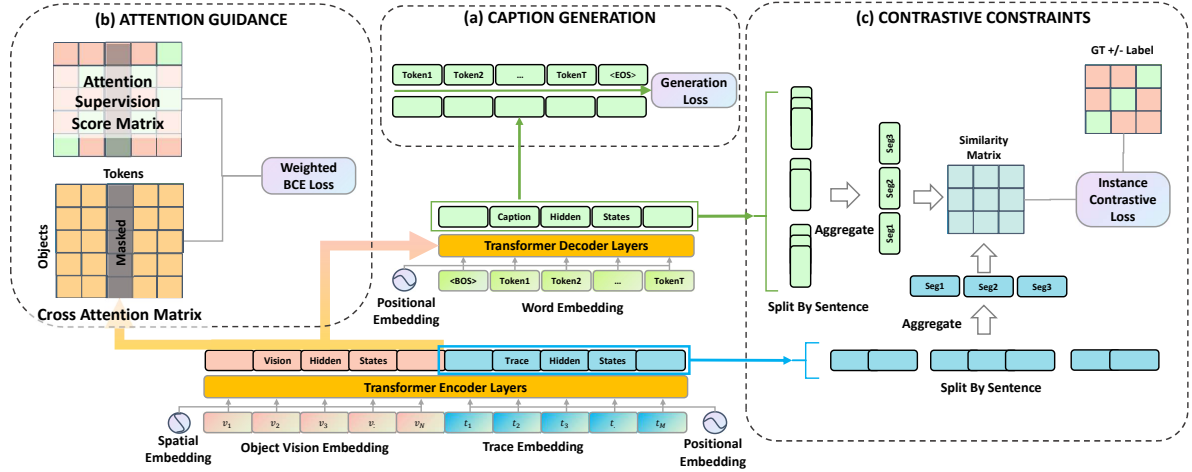 (b) ATTENTION GUIDANCE
Attention
Supervision
Score Matrix
Tokens
Objects
Masked
Cross Attention Matrix
Weighted
BCE Loss
(a) CAPTION GENERATION
Token1 Token2 ... TokenT <EOS>
Generation
Loss
Caption Hidden States
Transformer Decoder Layers
<BOS> Token1 Token2 ... TokenT
Positional
Embedding
Word Embedding
Vision Hidden States Trace Hidden States
Transformer Encoder Layers
v1 v2 v3 v. vN t1 t2 t3 t. tM
Spatial
Embedding
Object Vision Embedding
Trace Embedding
Positional
Embedding
(c) CONTRASTIVE CONSTRAINTS
GT +/- Label
Split By Sentence
Aggregate
Seg3
Seg2
Seg1
Similarity
Matrix
Instance
Contrastive
Loss
Seg1 Seg2 Seg3
Aggregate
Split By Sentence